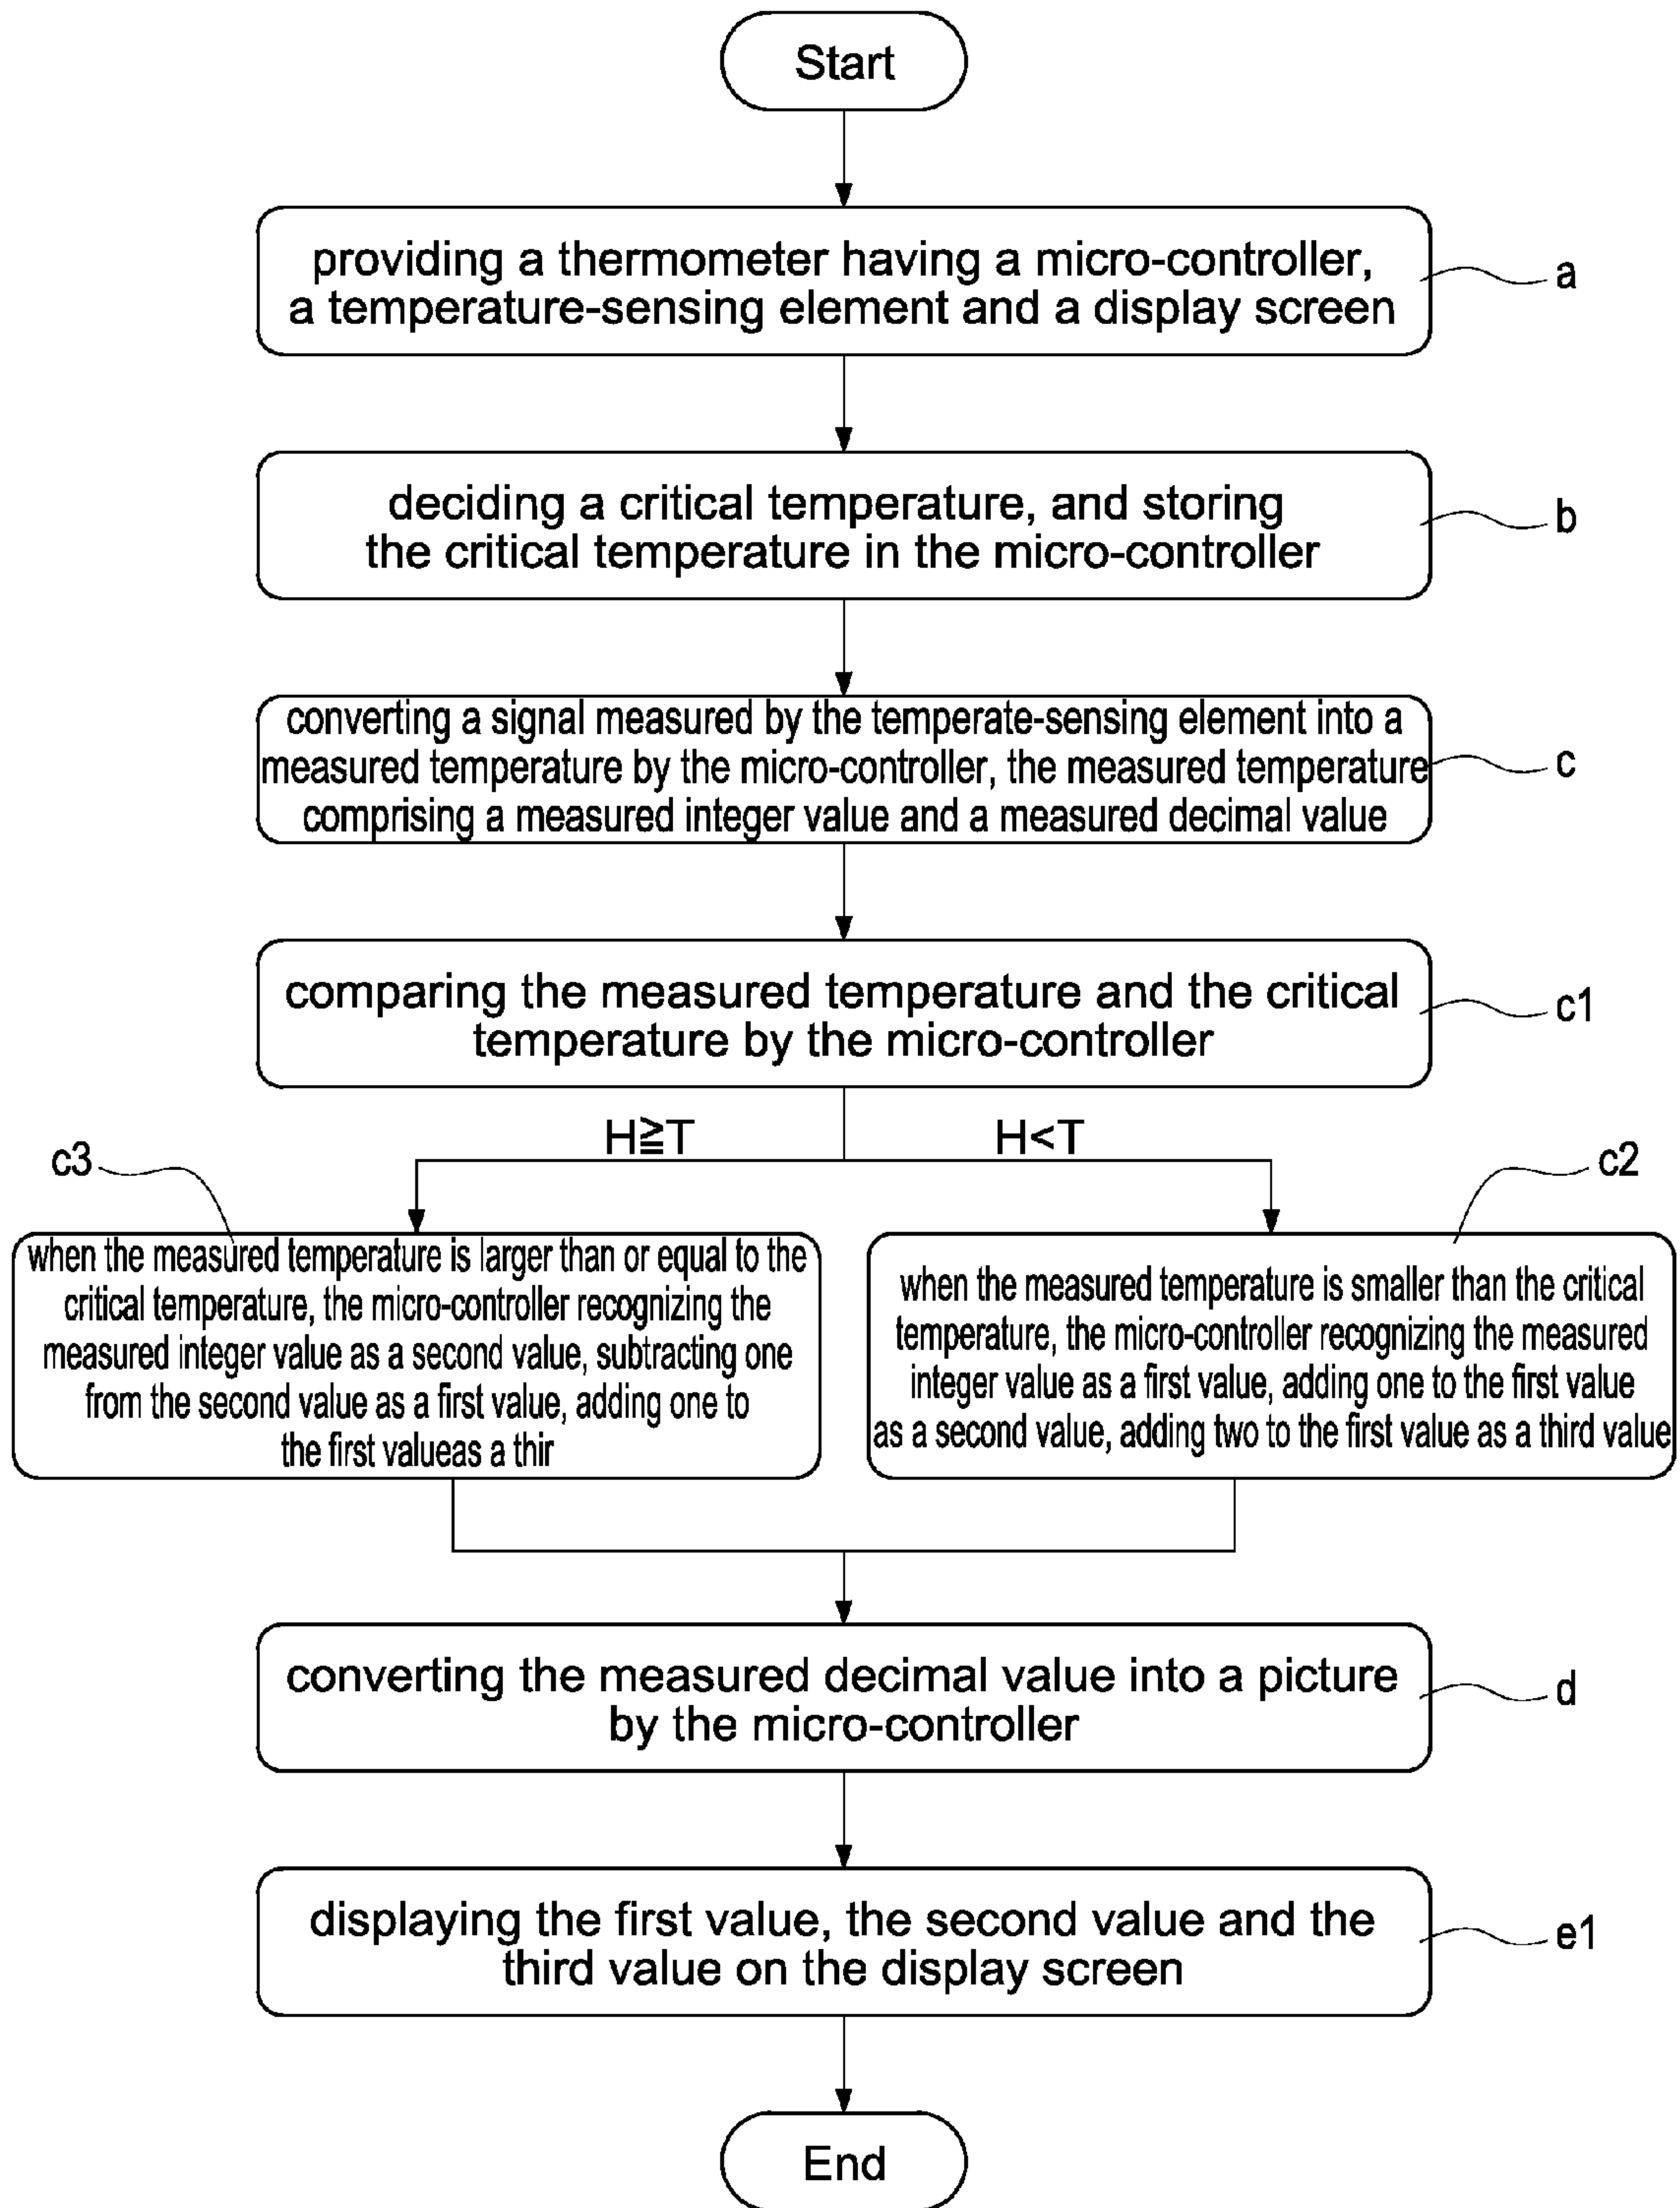 Start
providing a thermometer having a micro-controller,
a temperature-sensing element and a display screen
a
deciding a critical temperature, and storing
the critical temperature in the micro-controller
b
converting a signal measured by the temperate-sensing element into a
measured temperature by the micro-controller, the measured temperature
comprising a measured integer value and a measured decimal value
c
comparing the measured temperature and the critical
temperature by the micro-controller
c1
H≧T
H<T
c3
when the measured temperature is larger than or equal to the
critical temperature, the micro-controller recognizing the
measured integer value as a second value, subtracting one
from the second value as a first value, adding one to
the first valueas a thir
c2
when the measured temperature is smaller than the critical
temperature, the micro-controller recognizing the measured
integer value as a first value, adding one to the first value
as a second value, adding two to the first value as a third value
converting the measured decimal value into a picture
by the micro-controller
d
displaying the first value, the second value and the
third value on the display screen
e1
End